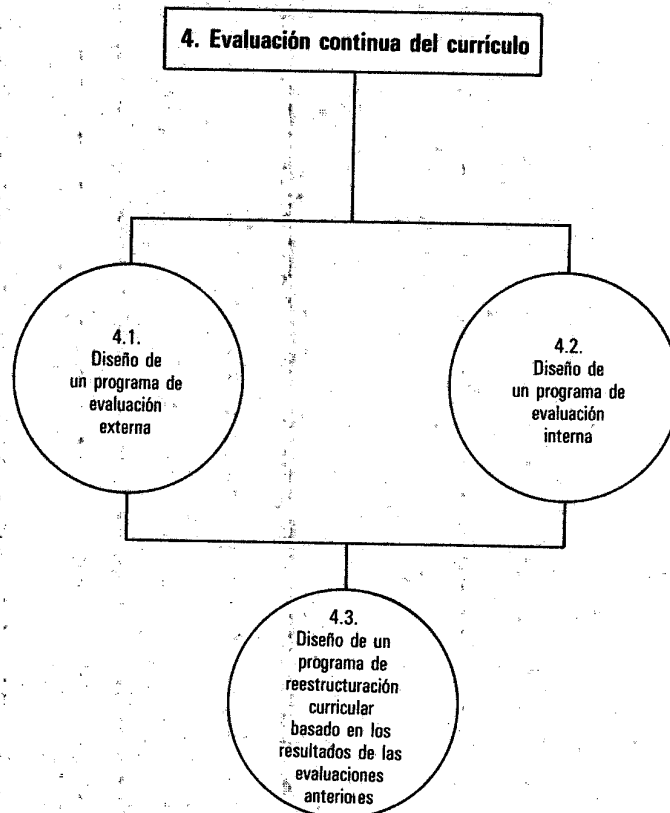 4. Evaluación continua del currículo
4.1.
Diseño de
un programa de
evaluación
externa
4.2.
Diseño de
un programa de
evaluación
interna
4.3.
Diseño de un
programa de
reestructuración
curricular
basado en los
resultados de las
evaluaciones
anteriores